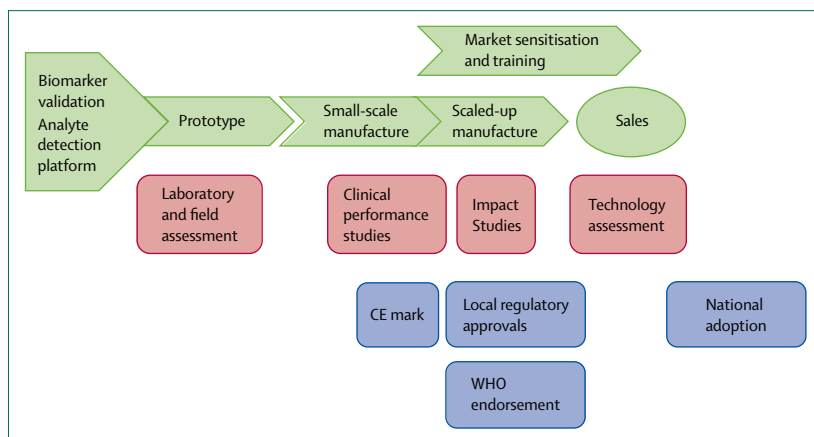 Market sensitisation
and training
Biomarker
validation
Analyte
detection
platform
Prototype
Small-scale
manufacture
Scaled-up
manufacture
Sales
Laboratory
and field
assessment
Clinical
performance
studies
Impact
Studies
Technology
assessment
CE mark
Local regulatory
approvals
National
adoption
WHO
endorsement